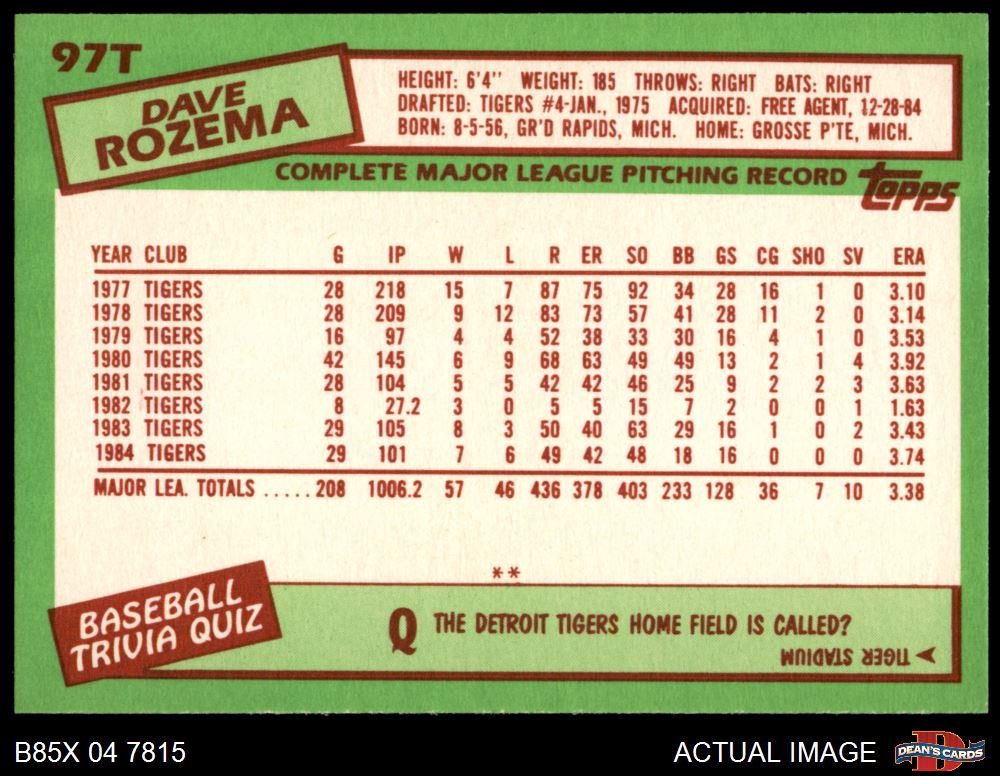 97T
DAVE
ROZEMA
HEIGHT: 6'4" WEIGHT: 185 THROWS: RIGHT BATS: RIGHT
DRAFTED: TIGERS #4-JAN., 1975 ACQUIRED: FREE AGENT, 12-28-84
BORN: 8-5-56, GR'D RAPIDS, MICH. HOME: GROSSE P'TE, MICH.
COMPLETE MAJOR LEAGUE PITCHING RECORD
topps
YEAR CLUB G IP W L R ER SO BB GS CG SHO SV ERA
1977 TIGERS 28 218 15 7 87 75 92 34 28 16 1 0 3.10
1978 TIGERS 28 209 9 12 83 73 57 41 28 11 2 0 3.14
1979 TIGERS 16 97 4 4 52 38 33 30 16 4 1 0 3.53
1980 TIGERS 42 145 6 9 68 63 49 49 13 2 1 4 3.92
1981 TIGERS 28 104 5 5 42 42 46 25 9 2 2 3 3.63
1982 TIGERS 8 27.2 3 0 5 5 15 7 2 0 0 1 1.63
1983 TIGERS 29 105 8 3 50 40 63 29 16 1 0 2 3.43
1984 TIGERS 29 101 7 6 49 42 48 18 16 0 0 0 3.74
MAJOR LEA. TOTALS .....208 1006.2 57 46 436 378 403 233 128 36 7 10 3.38
**
BASEBALL
TRIVIA QUIZ
Q THE DETROIT TIGERS HOME FIELD IS CALLED?
TIGER STADIUM
B85X 04 7815
ACTUAL IMAGE
D
DEAN'S CARDS